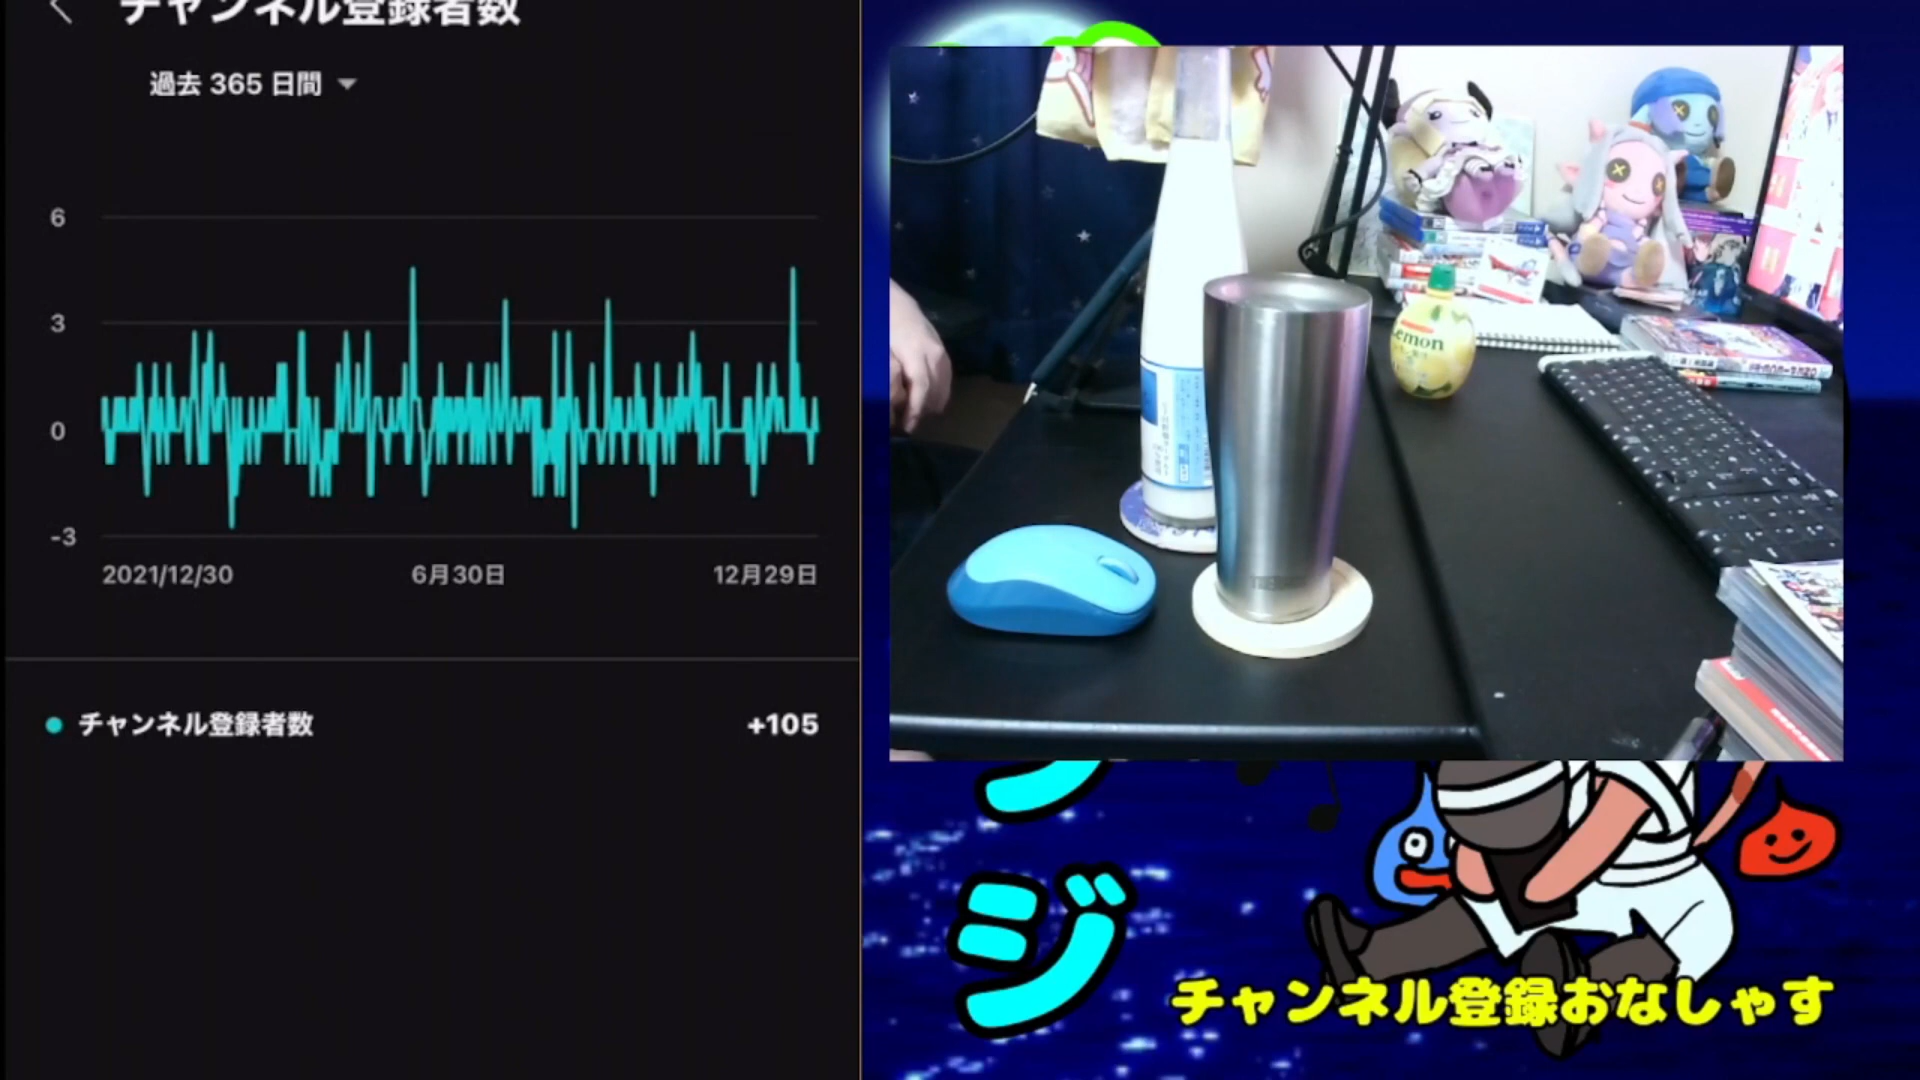 チャンネル登録者数
過去 365 日間
6
3
0
-3
2021/12/30
6月30日
12月29日
チャンネル登録者数
+105
Lemon
ジ
チャンネル登録おなしゃす